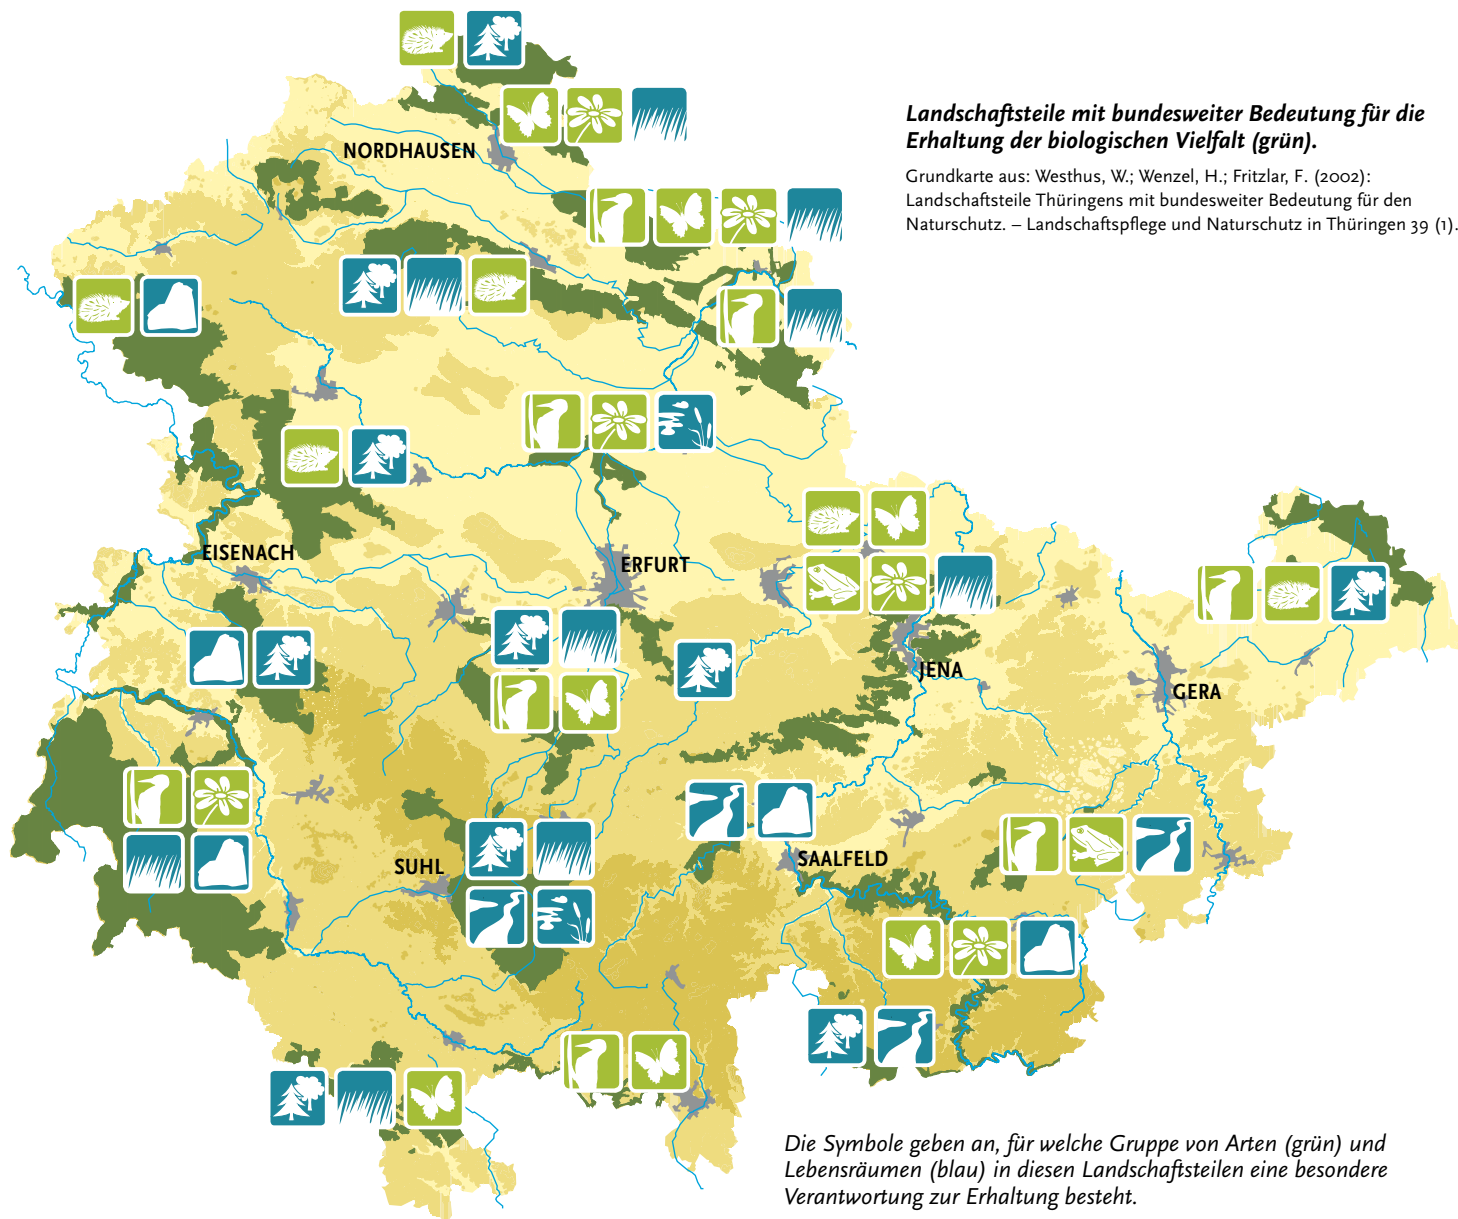 Landschaftsteile mit bundesweiter Bedeutung für die
Erhaltung der biologischen Vielfalt (grün).
Grundkarte aus: Westhus, W.; Wenzel, H.; Fritzlar, F. (2002):
Landschaftsteile Thüringens mit bundesweiter Bedeutung für den
Naturschutz. – Landschaftspflege und Naturschutz in Thüringen 39 (1).
NORDHAUSEN
EISENACH
ERFURT
JENA
GERA
SUHL
SAALFELD
Die Symbole geben an, für welche Gruppe von Arten (grün) und
Lebensräumen (blau) in diesen Landschaftsteilen eine besondere
Verantwortung zur Erhaltung besteht.